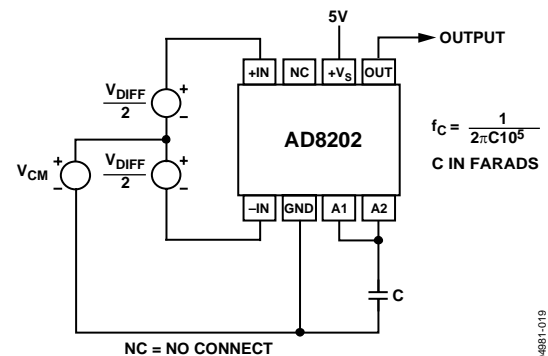 5V
OUTPUT
+IN NC +VS OUT
VDIFF
2
+
–
AD8202
fC = 1
2πC10^5
C IN FARADS
VCM
+
–
VDIFF
2
+
–
–IN GND A1 A2
C
NC = NO CONNECT
4981-019